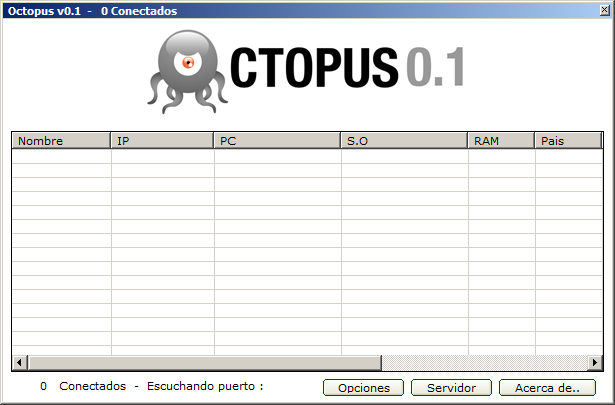 Octopus v0.1 - 0 Conectados
CTOPUS 0.1
Nombre IP PC S.O RAM Pais
0 Conectados - Escuchando puerto : Opciones Servidor Acerca de..